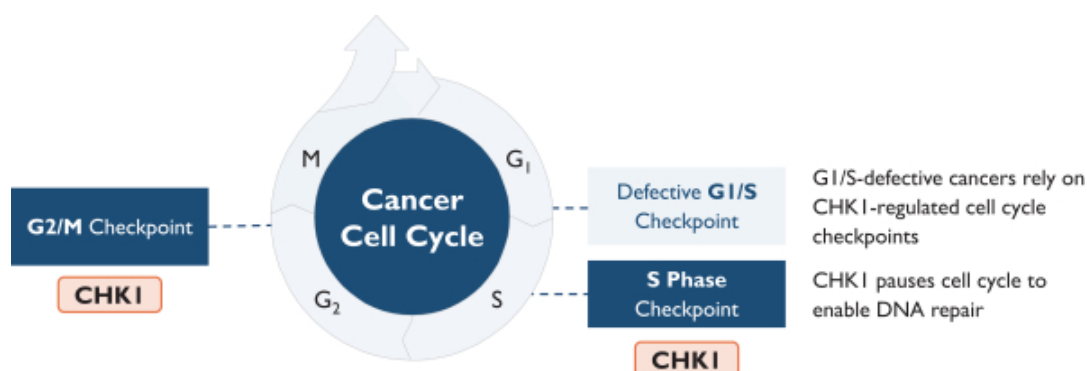 M
G₁
Cancer
Cell Cycle
G₂
S
G2/M Checkpoint
CHK1
Defective G1/S
Checkpoint
G1/S-defective cancers rely on
CHK1-regulated cell cycle
checkpoints
S Phase
Checkpoint
CHK1 pauses cell cycle to
enable DNA repair
CHK1